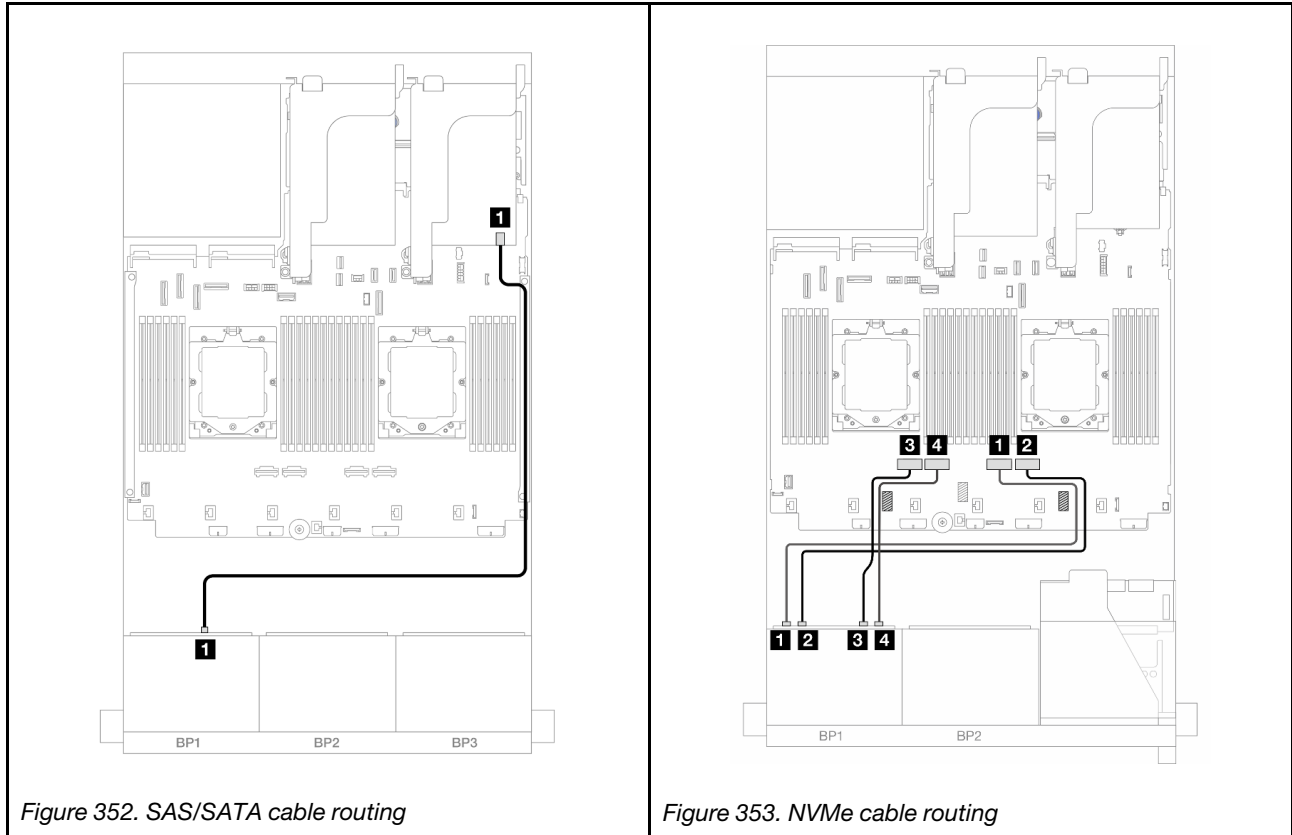 1
1
BP1 BP2 BP3
Figure 352. SAS/SATA cable routing
3 4 1 2
1 2 3 4
BP1 BP2
Figure 353. NVMe cable routing